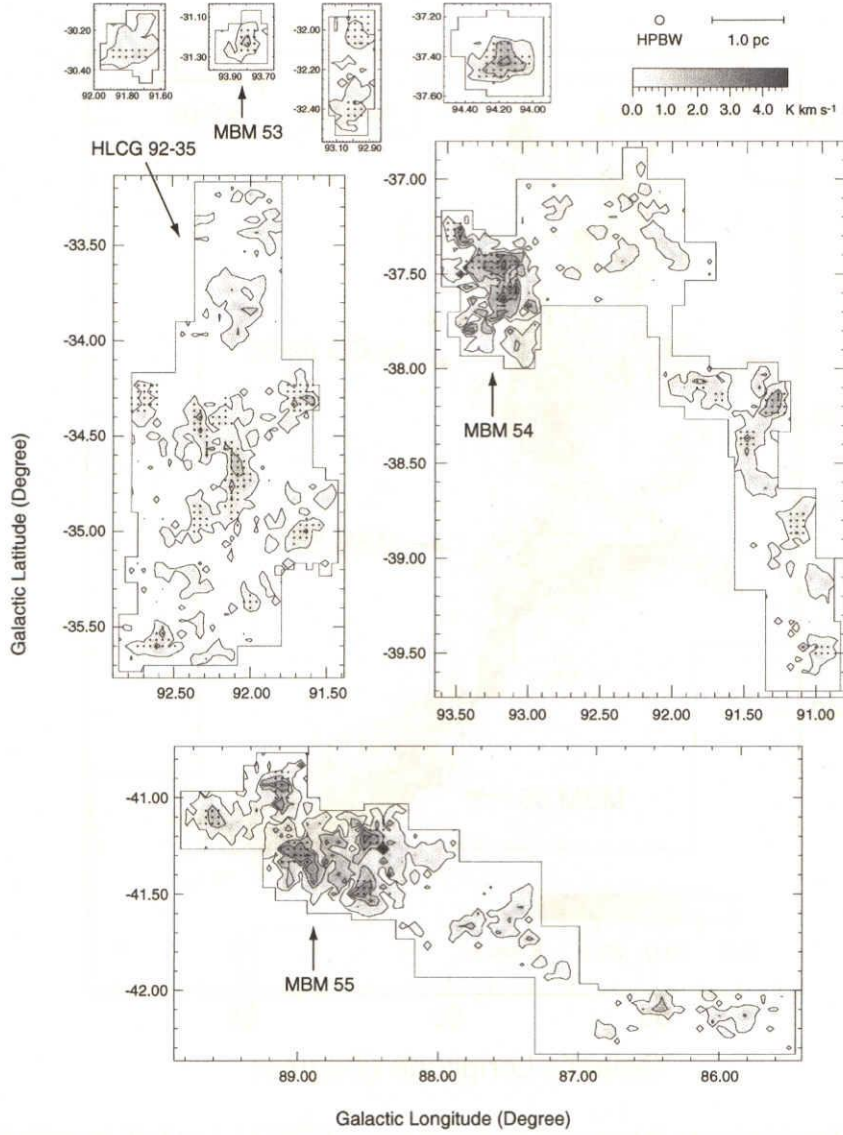 -30.20
-30.40
92.00 91.80 91.60
-31.10
-31.30
93.90 93.70
MBM 53
-32.00
-32.40
93.10 92.90
-37.20
-37.40
-37.60
94.40 94.20 94.00
HPBW
1.0 pc
0.0 1.0 2.0 3.0 4.0 K km s-1
HLCG 92-35
-33.50
-34.00
-34.50
-35.00
-35.50
92.50 92.00 91.50
-37.00
-37.50
-38.00
-38.50
-39.00
-39.50
MBM 54
93.50 93.00 92.50 92.00 91.50 91.00
Galactic Latitude (Degree)
-41.00
-41.50
-42.00
MBM 55
89.00 88.00 87.00 86.00
Galactic Longitude (Degree)